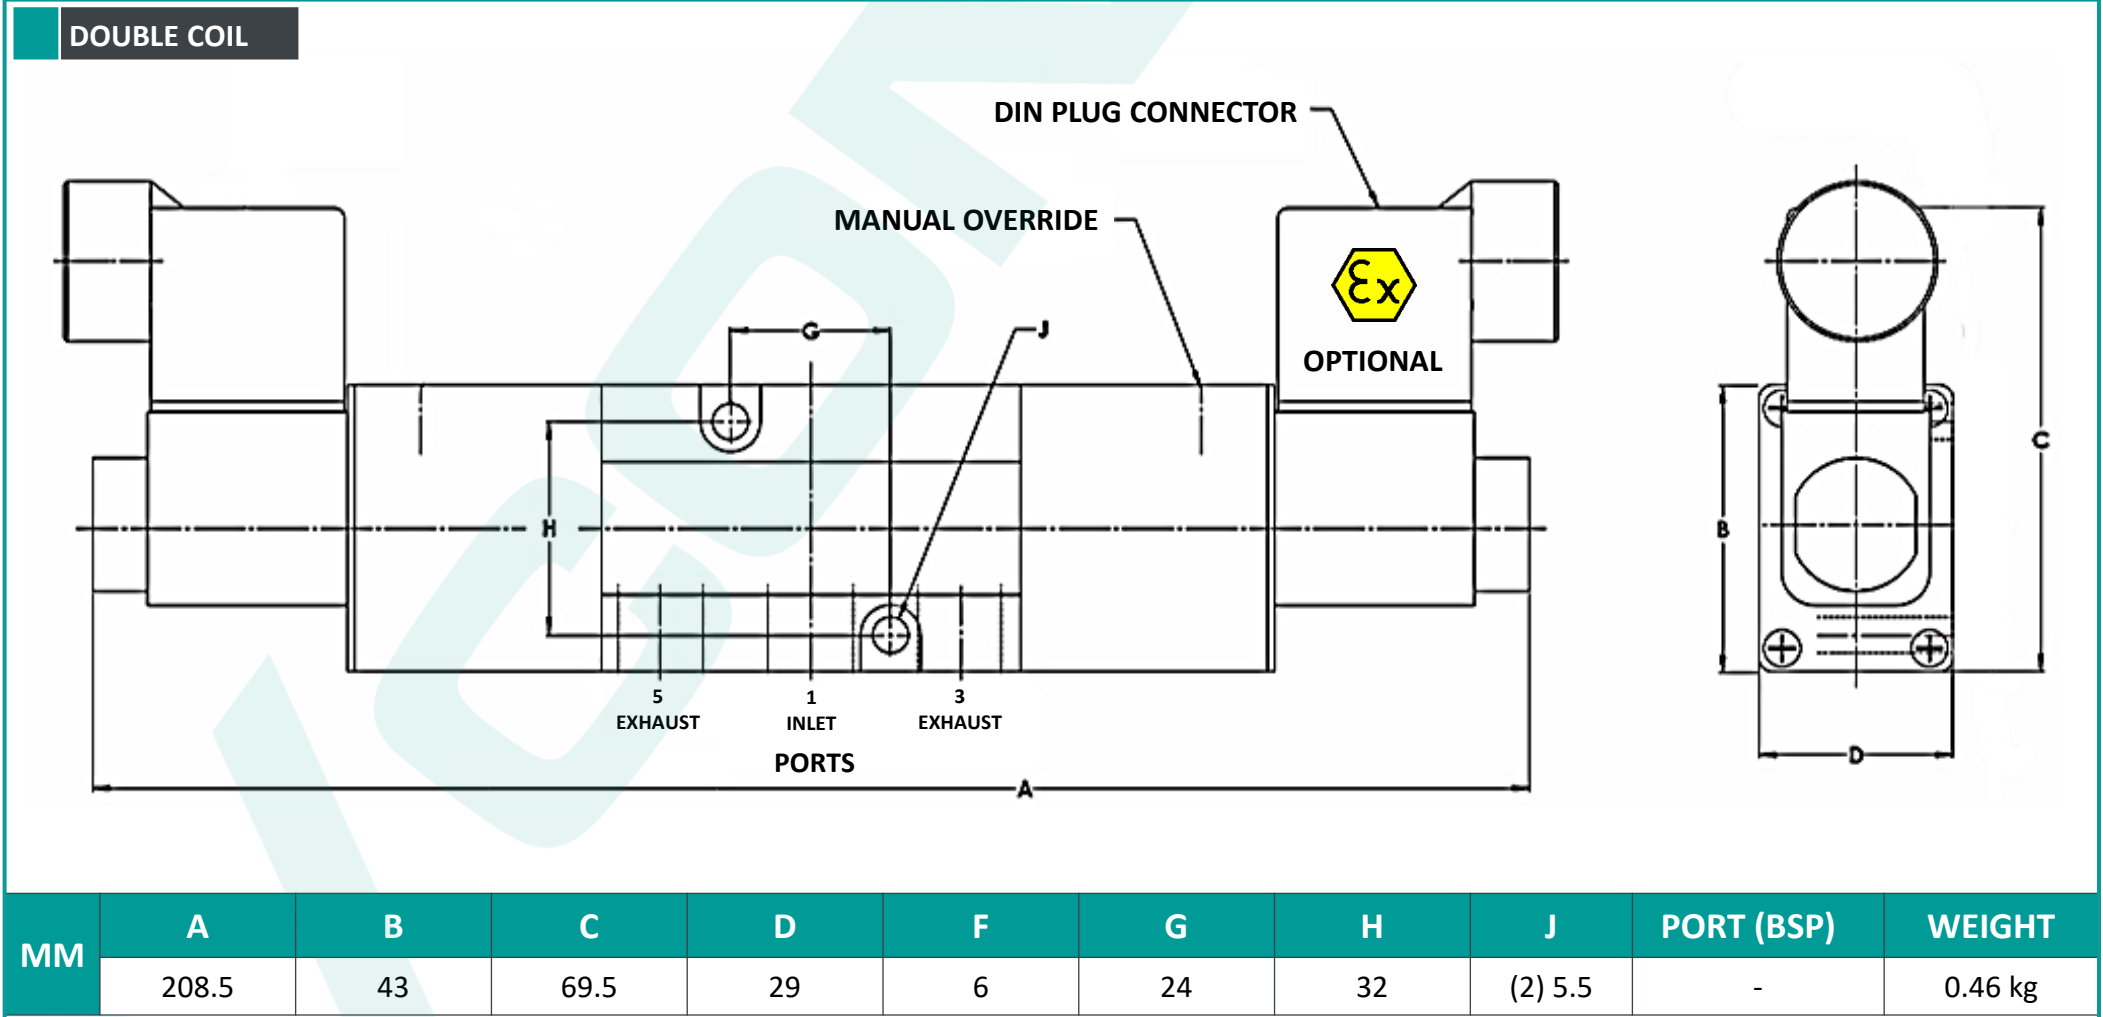 DOUBLE COIL
DIN PLUG CONNECTOR
MANUAL OVERRIDE
Ex
G
J
OPTIONAL
C
H
B
5
1
3
EXHAUST
INLET
EXHAUST
D
PORTS
A
MM A B C D F G H J PORT (BSP) WEIGHT
208.5 43 69.5 29 6 24 32 (2) 5.5 - 0.46 kg